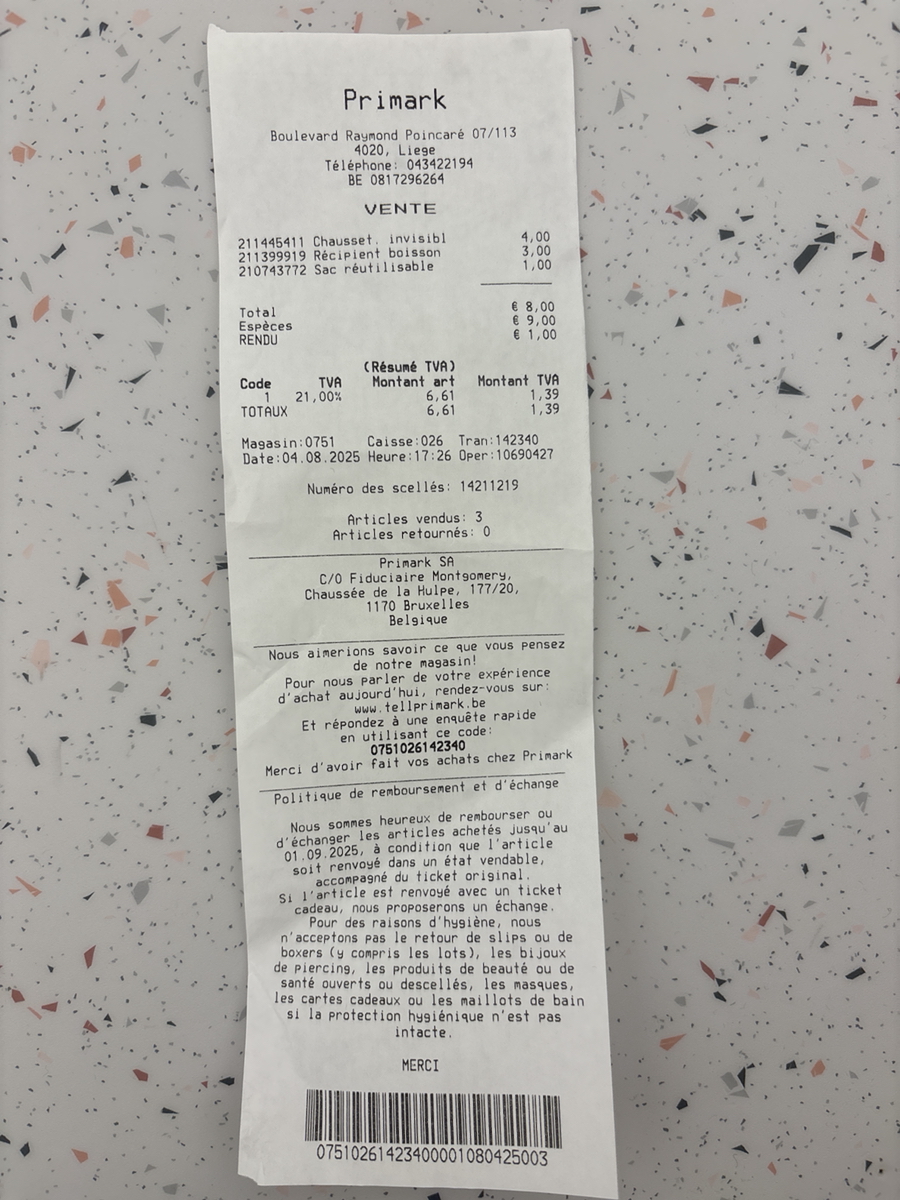 Primark
Boulevard Raymond Poincaré 07/113
4020, Liege
Téléphone: 043422194
BE 0817296264
VENTE
211445411 Chausset. invisibl 4,00
211399919 Récipient boisson 3,00
210743772 Sac réutilisable 1,00
Total € 8,00
Espèces € 9,00
RENDU € 1,00
(Résumé TVA)
Code TVA Montant art Montant TVA
1 21,00% 6,61 1,39
TOTAUX 6,61 1,39
Magasin:0751 Caisse:026 Tran:142340
Date:04.08.2025 Heure:17:26 Oper:10690427
Numéro des scellés: 14211219
Articles vendus: 3
Articles retournés: 0
Primark SA
C/O Fiduciaire Montgomery,
Chaussée de la Hulpe, 177/20,
1170 Bruxelles
Belgique
Nous aimerions savoir ce que vous pensez
de notre magasin!
Pour nous parler de votre expérience
d'achat aujourd'hui, rendez-vous sur:
www.tellprimark.be
Et répondez à une enquête rapide
en utilisant ce code:
0751026142340
Merci d'avoir fait vos achats chez Primark
Politique de remboursement et d'échange
Nous sommes heureux de rembourser ou
d'échanger les articles achetés jusqu'au
01.09.2025, à condition que l'article
soit renvoyé dans un état vendable,
accompagné du ticket original.
Si l'article est renvoyé avec un ticket
cadeau, nous proposerons un échange.
Pour des raisons d'hygiène, nous
n'acceptons pas le retour de slips ou de
boxers (y compris les lots), les bijoux
de piercing, les produits de beauté ou de
santé ouverts ou descellés, les masques,
les cartes cadeaux ou les maillots de bain
si la protection hygiénique n'est pas
intacte.
MERCI
07510261423400001080425003